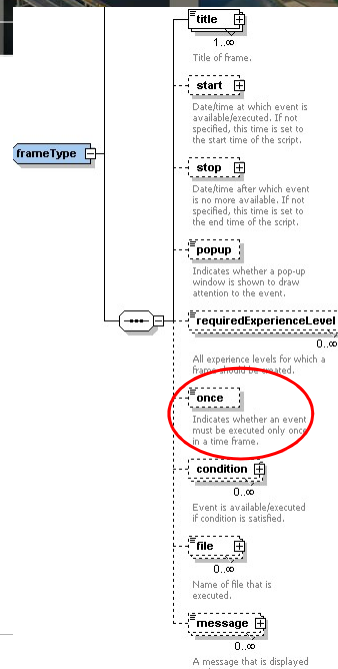 title
1..∞
Title of frame.
start
Date/time at which event is
available/executed. If not
specified, this time is set to
the start time of the script.
frameType
stop
Date/time after which event
is no more available. If not
specified, this time is set to
the end time of the script.
popup
Indicates whether a pop-up
window is shown to draw
attention to the event.
requiredExperienceLevel
0..∞
All experience levels for which a
frame should be created.
once
Indicates whether an event
must be executed only once
in a time frame.
condition
0..∞
Event is available/executed
if condition is satisfied.
file
0..∞
Name of file that is
executed.
message
0..∞
A message that is displayed